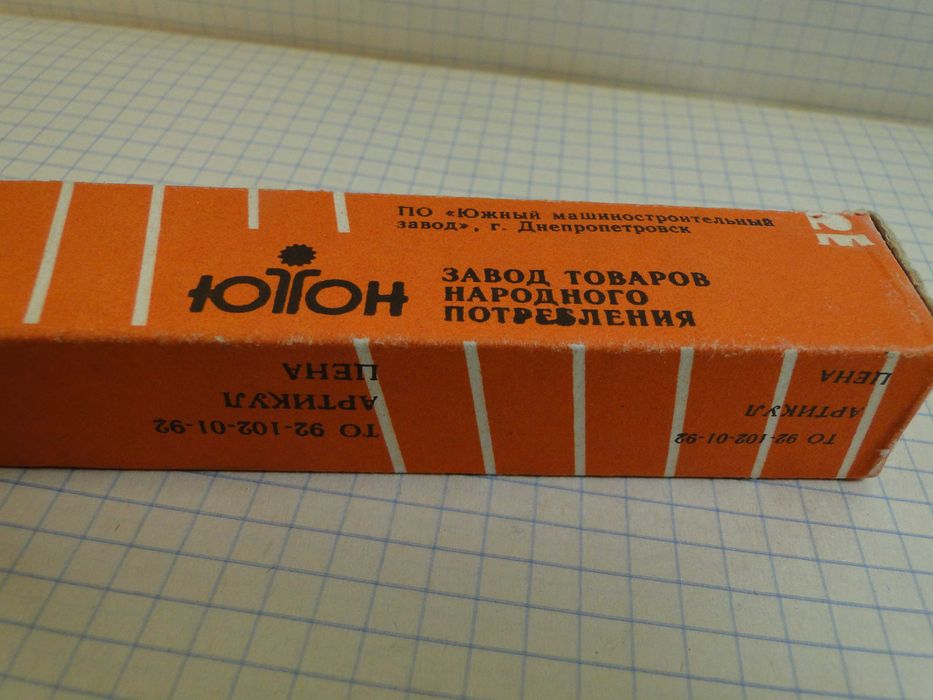 ПО «Южный машиностроительный
завод», г. Днепропетровск
ЮТОН
ЗАВОД ТОВАРОВ
НАРОДНОГО
ПОТРЕБЛЕНИЯ
ЦЕНА
АРТИКУЛ
ТО 92-102-01-92
ЦЕНА
АРТИКУЛ
ТО 92-102-01-92